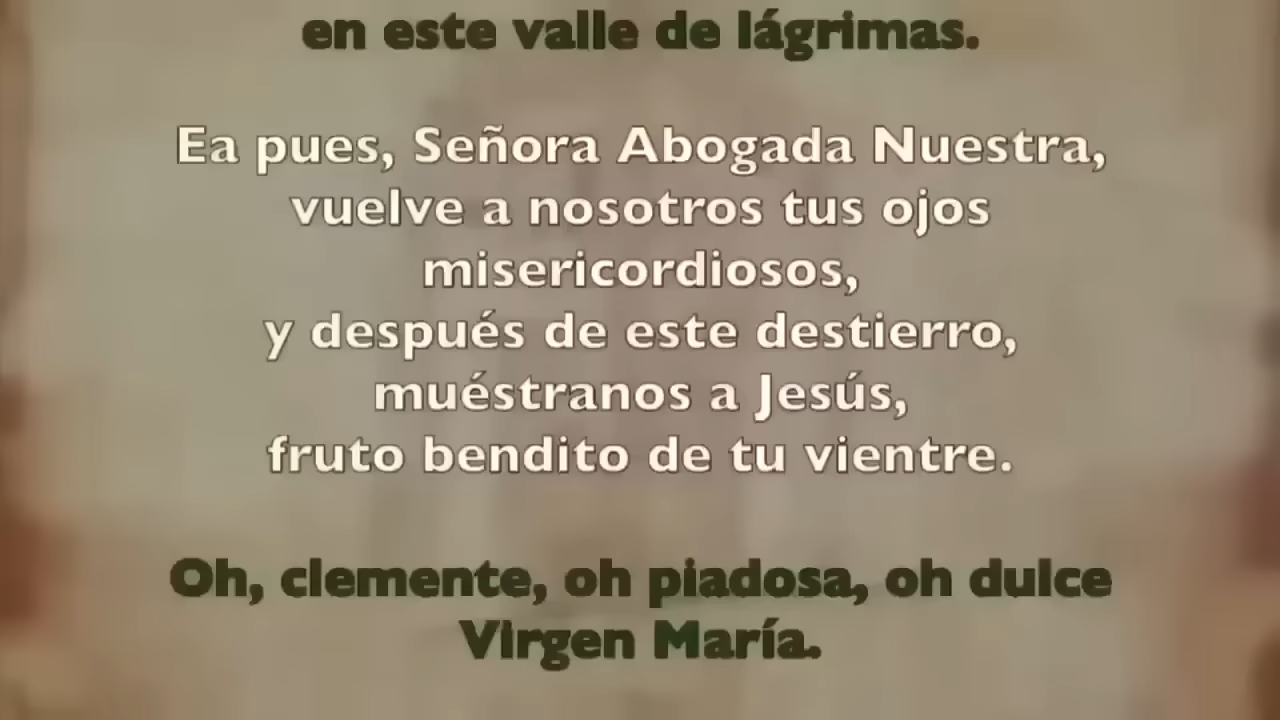 en este valle de lágrimas.
Ea pues, Señora Abogada Nuestra,
vuelve a nosotros tus ojos
misericordiosos,
y después de este destierro,
muéstranos a Jesús,
fruto bendito de tu vientre.
Oh, clemente, oh piadosa, oh dulce
Virgen María.